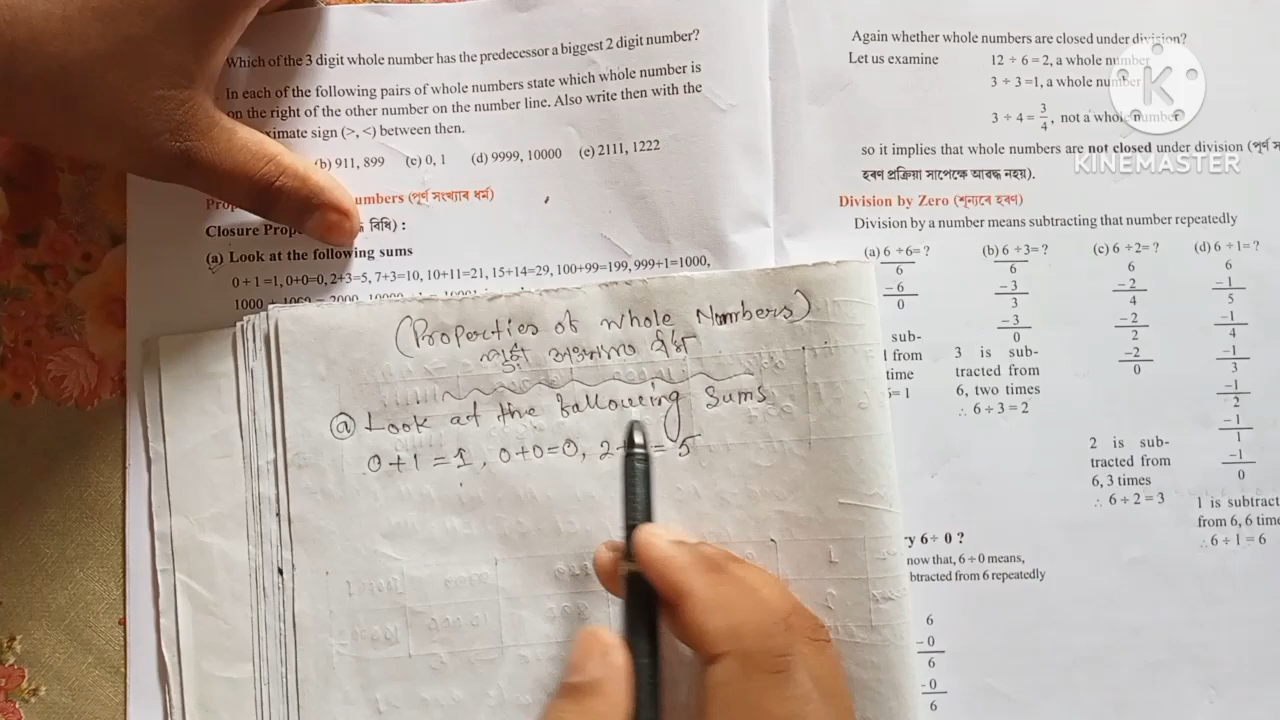 Which of the 3 digit whole number has the predecessor a biggest 2 digit number?
In each of the following pairs of whole numbers state which whole number is
on the right of the other number on the number line. Also write then with the
ximate sign (>, <) between then.
(b) 911, 899 (c) 0, 1 (d) 9999, 10000 (e) 2111, 1222
Prop umbers (পূৰ্ণ সংখ্যাৰ ধৰ্ম)
Closure Prop বিধি) :
(a) Look at the following sums
0+1=1, 0+0=0, 2+3=5, 7+3=10, 10+11=21, 15+14=29, 100+99=199, 999+1=1000,
(Properties of Whole Numbers)
ⓐ Look at the following Sums
0+1 = 1, 0+0=0, 2+ = 5
Again whether whole numbers are closed under division?
Let us examine 12 ÷ 6 = 2, a whole number
3 ÷ 3 =1, a whole number
3 ÷ 4 = 3/4, not a whole number
so it implies that whole numbers are not closed under division (পূৰ্ণ
হৰণ প্ৰক্ৰিয়া সাপেক্ষে আৱদ্ধ নহয়).
KINEMASTER
Division by Zero (শূন্যৰে হৰণ)
Division by a number means subtracting that number repeatedly
(a) 6 ÷6= ? (b) 6 ÷3= ? (c) 6 ÷2= ? (d) 6 ÷1= ?
6
–6
0
sub-
from
time
= 1
6
–3
3
–3
0
3 is sub-
tracted from
6, two times
∴ 6 ÷ 3 = 2
6
–2
4
–2
2
–2
0
2 is sub-
tracted from
6, 3 times
∴ 6 ÷ 2 = 3
6
–1
5
–1
4
–1
3
–1
2
–1
1
–1
0
1 is subtract
from 6, 6 time
∴ 6 ÷ 1 = 6
y 6÷ 0 ?
now that, 6 ÷0 means,
btracted from 6 repeatedly
6
–0
6
–0
6